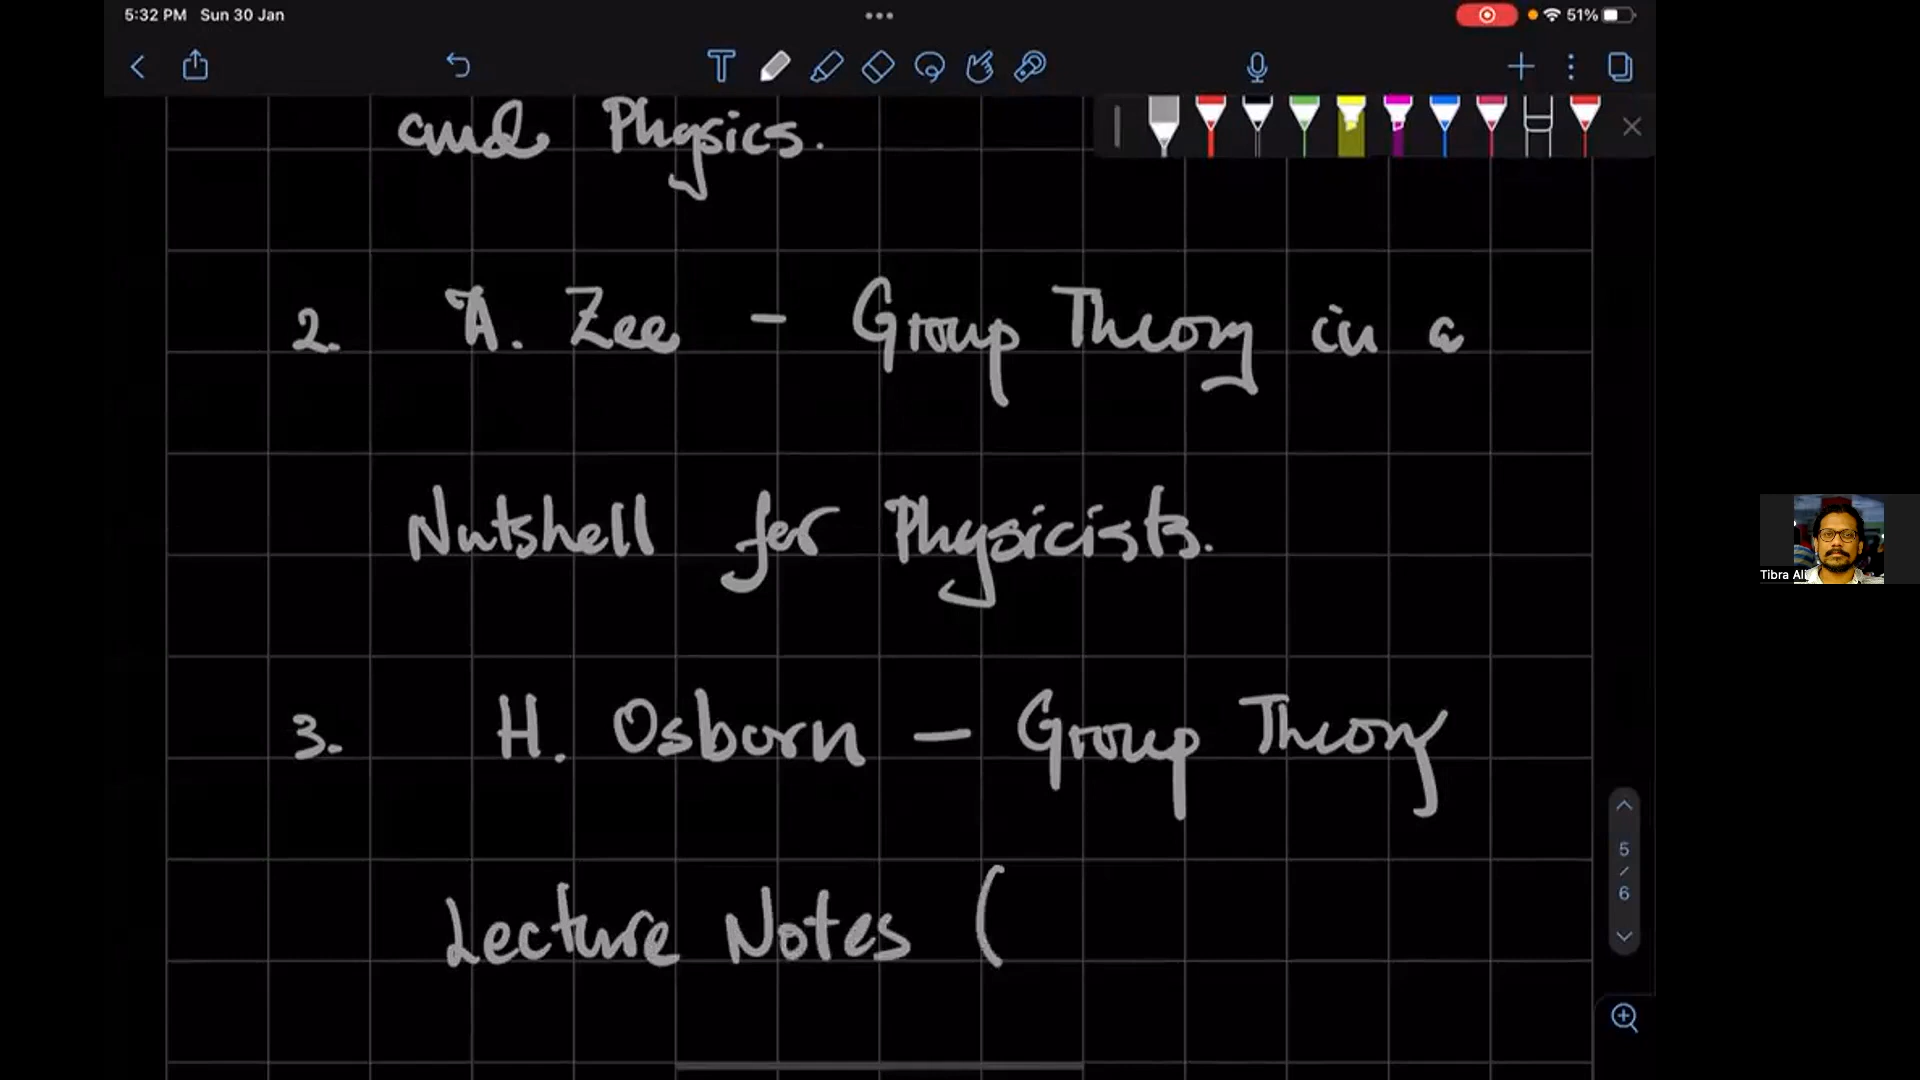 5:32 PM Sun 30 Jan
51%
and Physics.
2. A. Zee - Group Theory in a
Nutshell for Physicists.
3. H. Osborn - Group Theory
Lecture Notes (
5
/
6
Tibra Ali